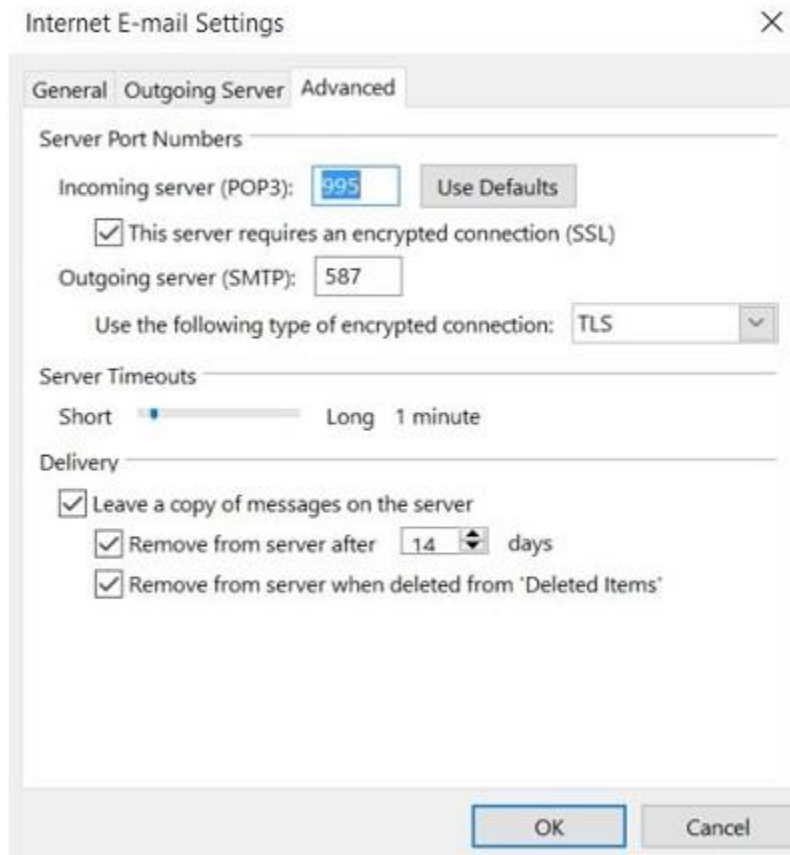 Internet E-mail Settings
General Outgoing Server Advanced
Server Port Numbers
Incoming server (POP3): 995 Use Defaults
This server requires an encrypted connection (SSL)
Outgoing server (SMTP): 587
Use the following type of encrypted connection: TLS
Server Timeouts
Short Long 1 minute
Delivery
Leave a copy of messages on the server
Remove from server after 14 days
Remove from server when deleted from 'Deleted Items'
OK Cancel